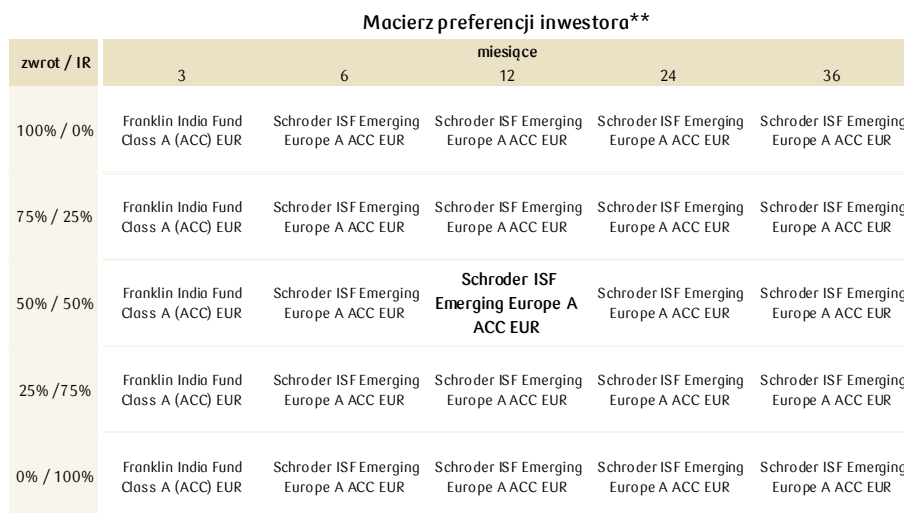 Macierz preferencji inwestora**
zwrot / IR
miesiące
3 6 12 24 36
100% / 0%
Franklin India Fund Schroder ISF Emerging Schroder ISF Emerging Schroder ISF Emerging Schroder ISF Emerging
Class A (ACC) EUR Europe A ACC EUR Europe A ACC EUR Europe A ACC EUR Europe A ACC EUR
75% / 25%
Franklin India Fund Schroder ISF Emerging Schroder ISF Emerging Schroder ISF Emerging Schroder ISF Emerging
Class A (ACC) EUR Europe A ACC EUR Europe A ACC EUR Europe A ACC EUR Europe A ACC EUR
50% / 50%
Franklin India Fund Schroder ISF Emerging Schroder ISF Schroder ISF Emerging Schroder ISF Emerging
Class A (ACC) EUR Europe A ACC EUR Emerging Europe A Europe A ACC EUR Europe A ACC EUR
ACC EUR
25% /75%
Franklin India Fund Schroder ISF Emerging Schroder ISF Emerging Schroder ISF Emerging Schroder ISF Emerging
Class A (ACC) EUR Europe A ACC EUR Europe A ACC EUR Europe A ACC EUR Europe A ACC EUR
0% / 100%
Franklin India Fund Schroder ISF Emerging Schroder ISF Emerging Schroder ISF Emerging Schroder ISF Emerging
Class A (ACC) EUR Europe A ACC EUR Europe A ACC EUR Europe A ACC EUR Europe A ACC EUR